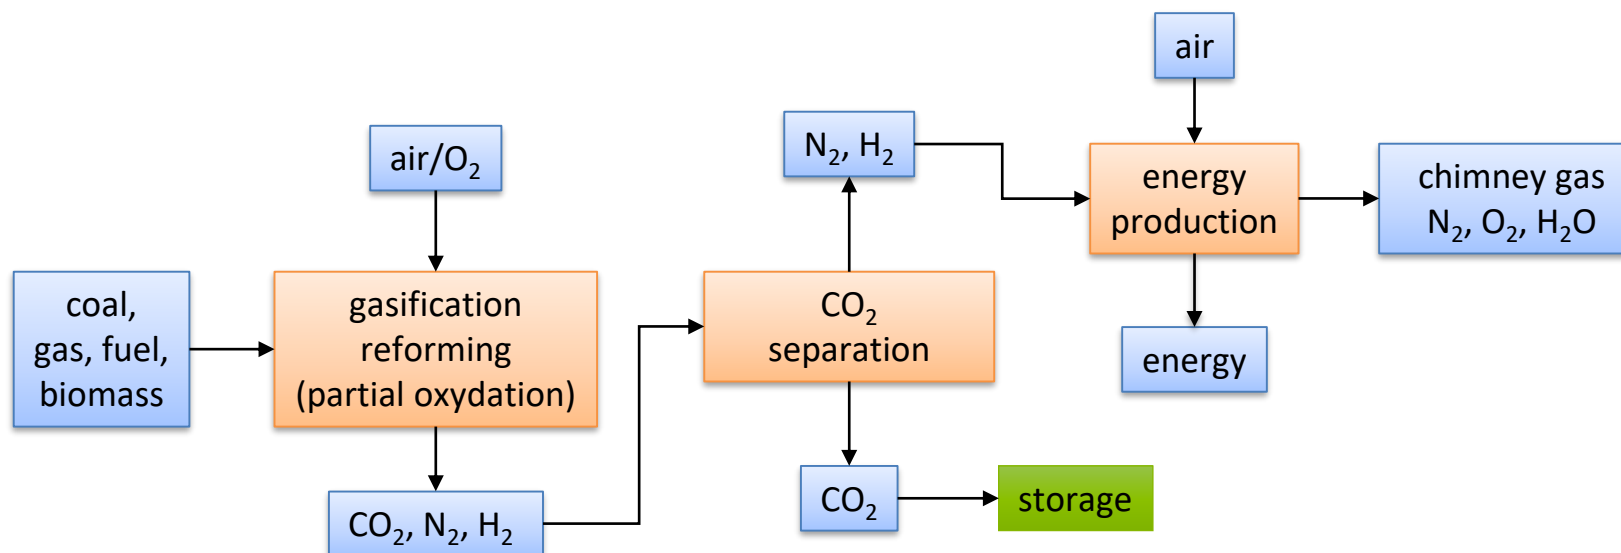 air
air/O₂
N₂, H₂
energy
production
chimney gas
N₂, O₂, H₂O
coal,
gas, fuel,
biomass
gasification
reforming
(partial oxydation)
CO₂
separation
energy
CO₂, N₂, H₂
CO₂
storage